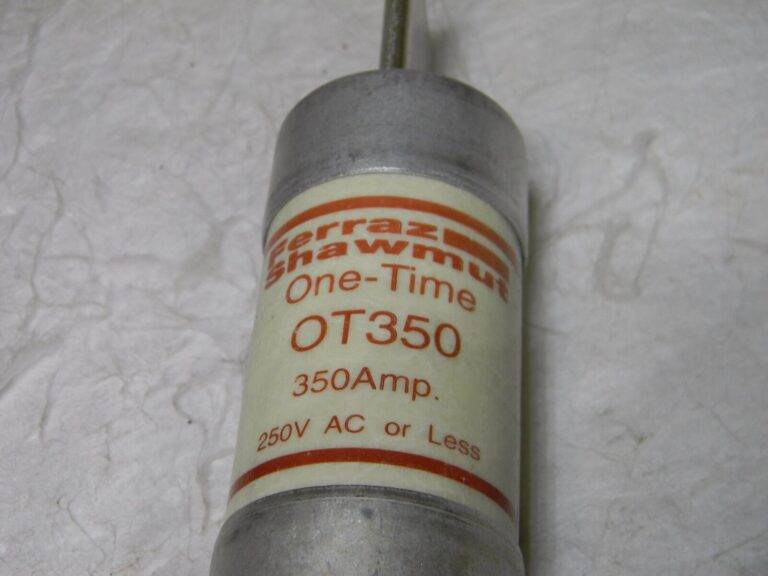 Ferraz
Shawmut
One-Time
OT350
350Amp.
250V AC or Less